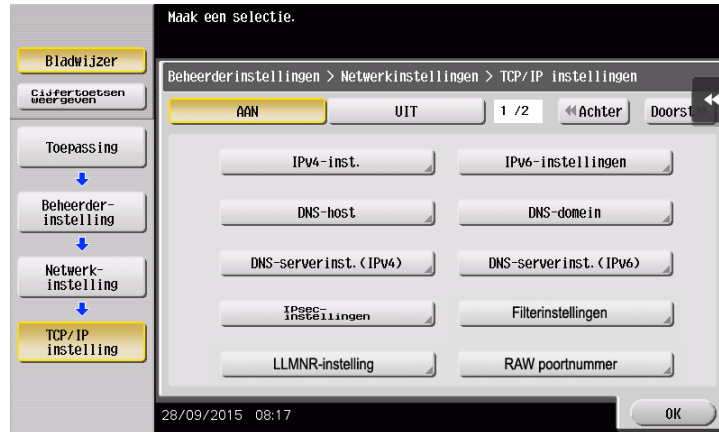 Maak een selectie.
Bladwijzer
Cijfertoetsen
weergeven
Toepassing
Beheerder-
instelling
Netwerk-
instelling
TCP/IP
instelling
Beheerderinstellingen > Netwerkinstellingen > TCP/IP instellingen
AAN UIT 1 /2 Achter Doorst
IPv4-inst. IPv6-instellingen
DNS-host DNS-domein
DNS-serverinst.(IPv4) DNS-serverinst.(IPv6)
IPsec-
instellingen
Filterinstellingen
LLMNR-instelling RAW poortnummer
28/09/2015 08:17 OK